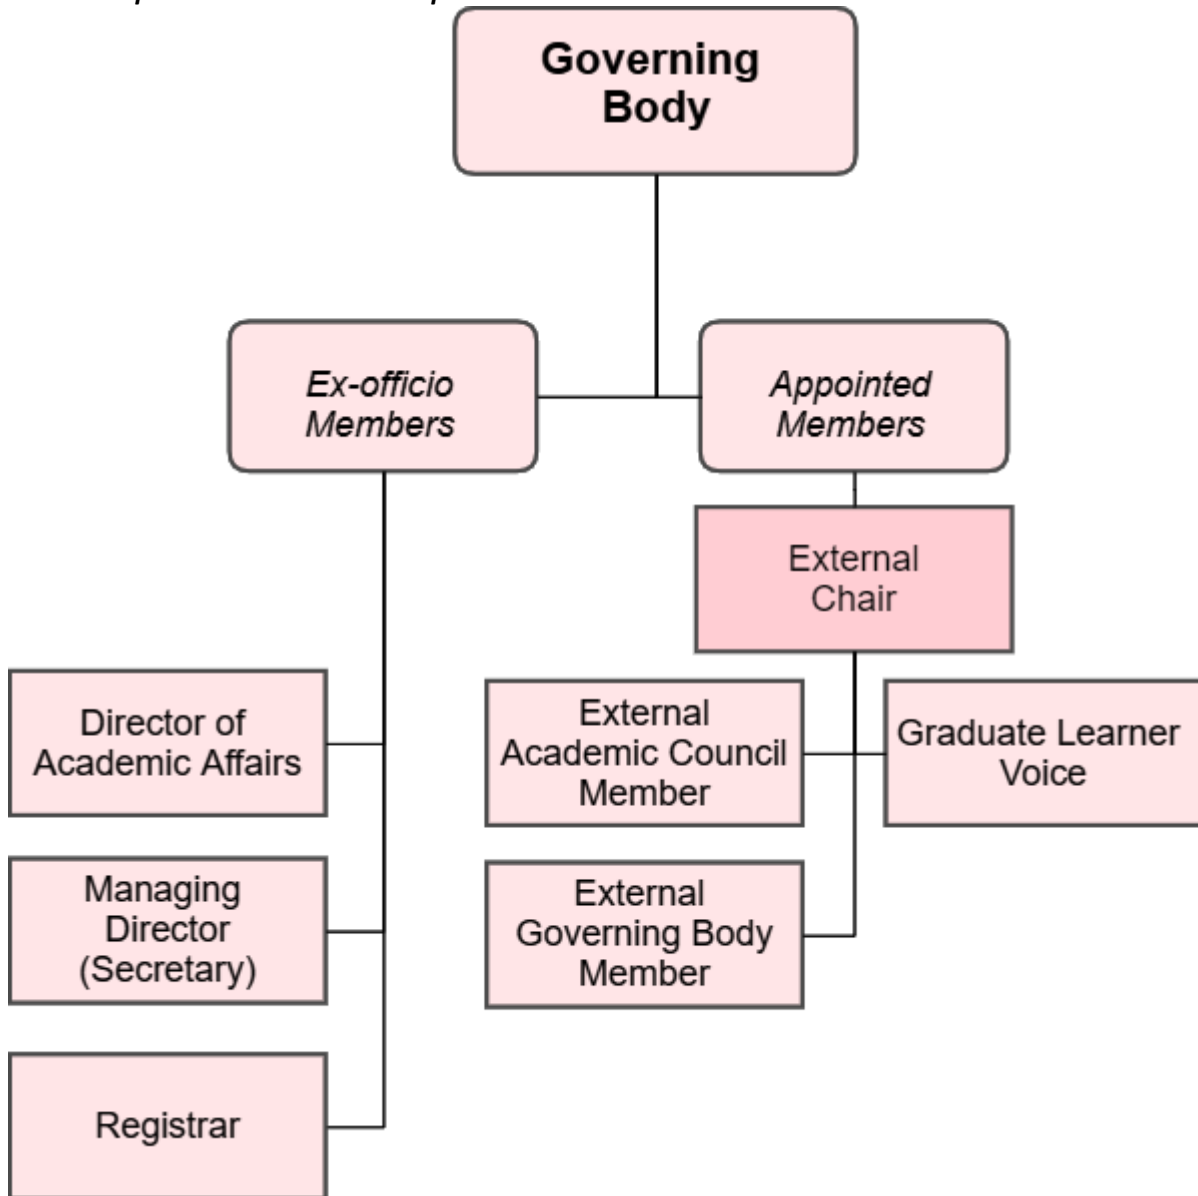 Governing
Body
Ex-officio
Members
Appointed
Members
External
Chair
Director of
Academic Affairs
External
Academic Council
Member
Graduate Learner
Voice
Managing
Director
(Secretary)
External
Governing Body
Member
Registrar